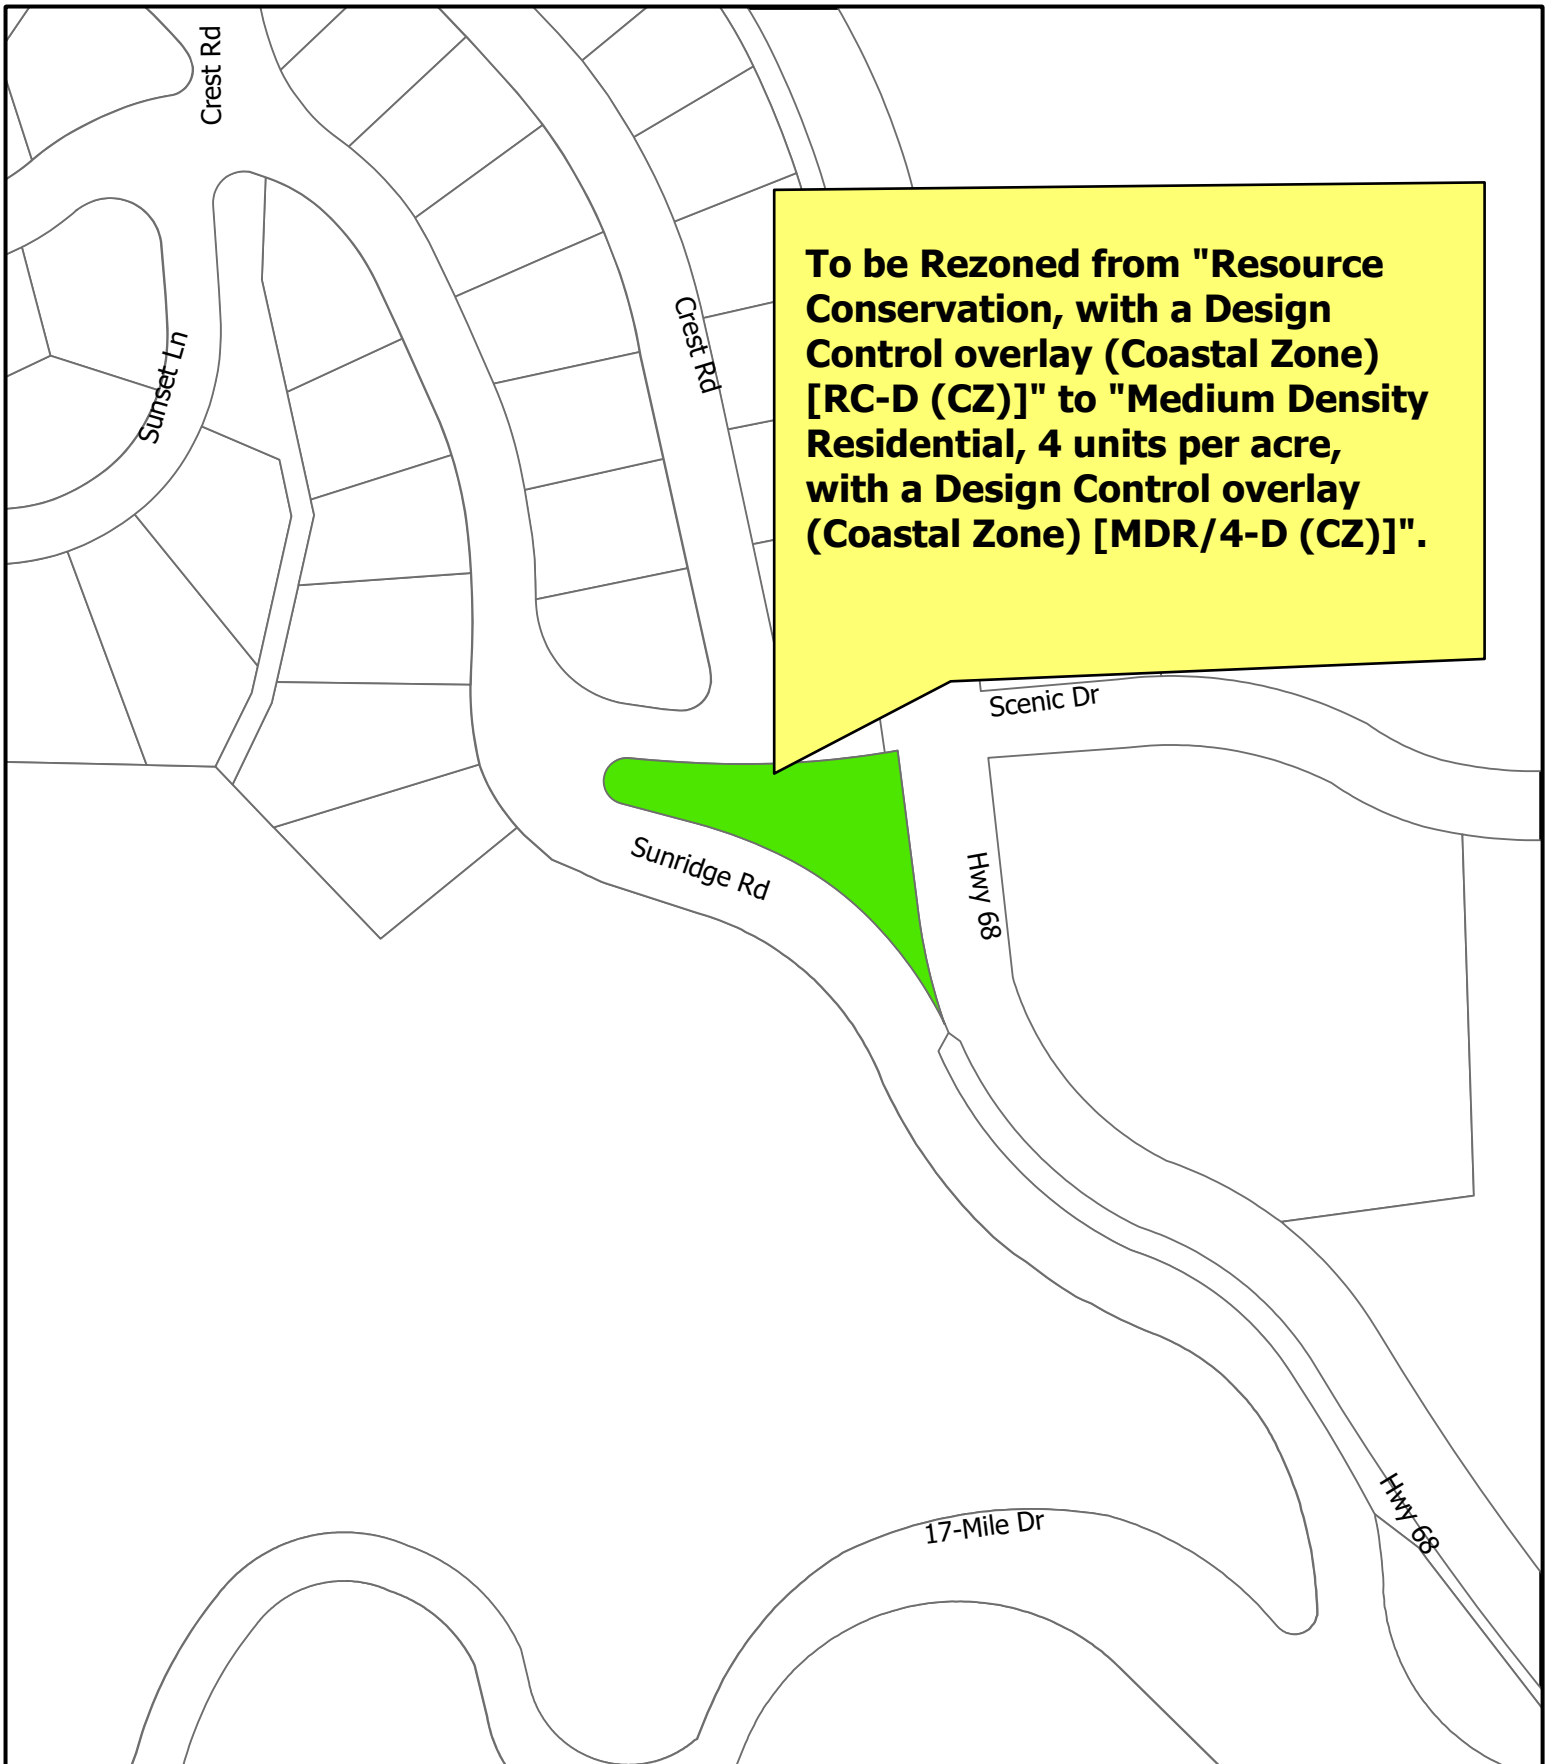 Crest Rd
To be Rezoned from "Resource
Conservation, with a Design
Control overlay (Coastal Zone)
[RC-D (CZ)]" to "Medium Density
Residential, 4 units per acre,
with a Design Control overlay
(Coastal Zone) [MDR/4-D (CZ)]".
Crest Rd
Sunset Ln
Scenic Dr
Sunridge Rd
Hwy 68
Hwy 68
17-Mile Dr